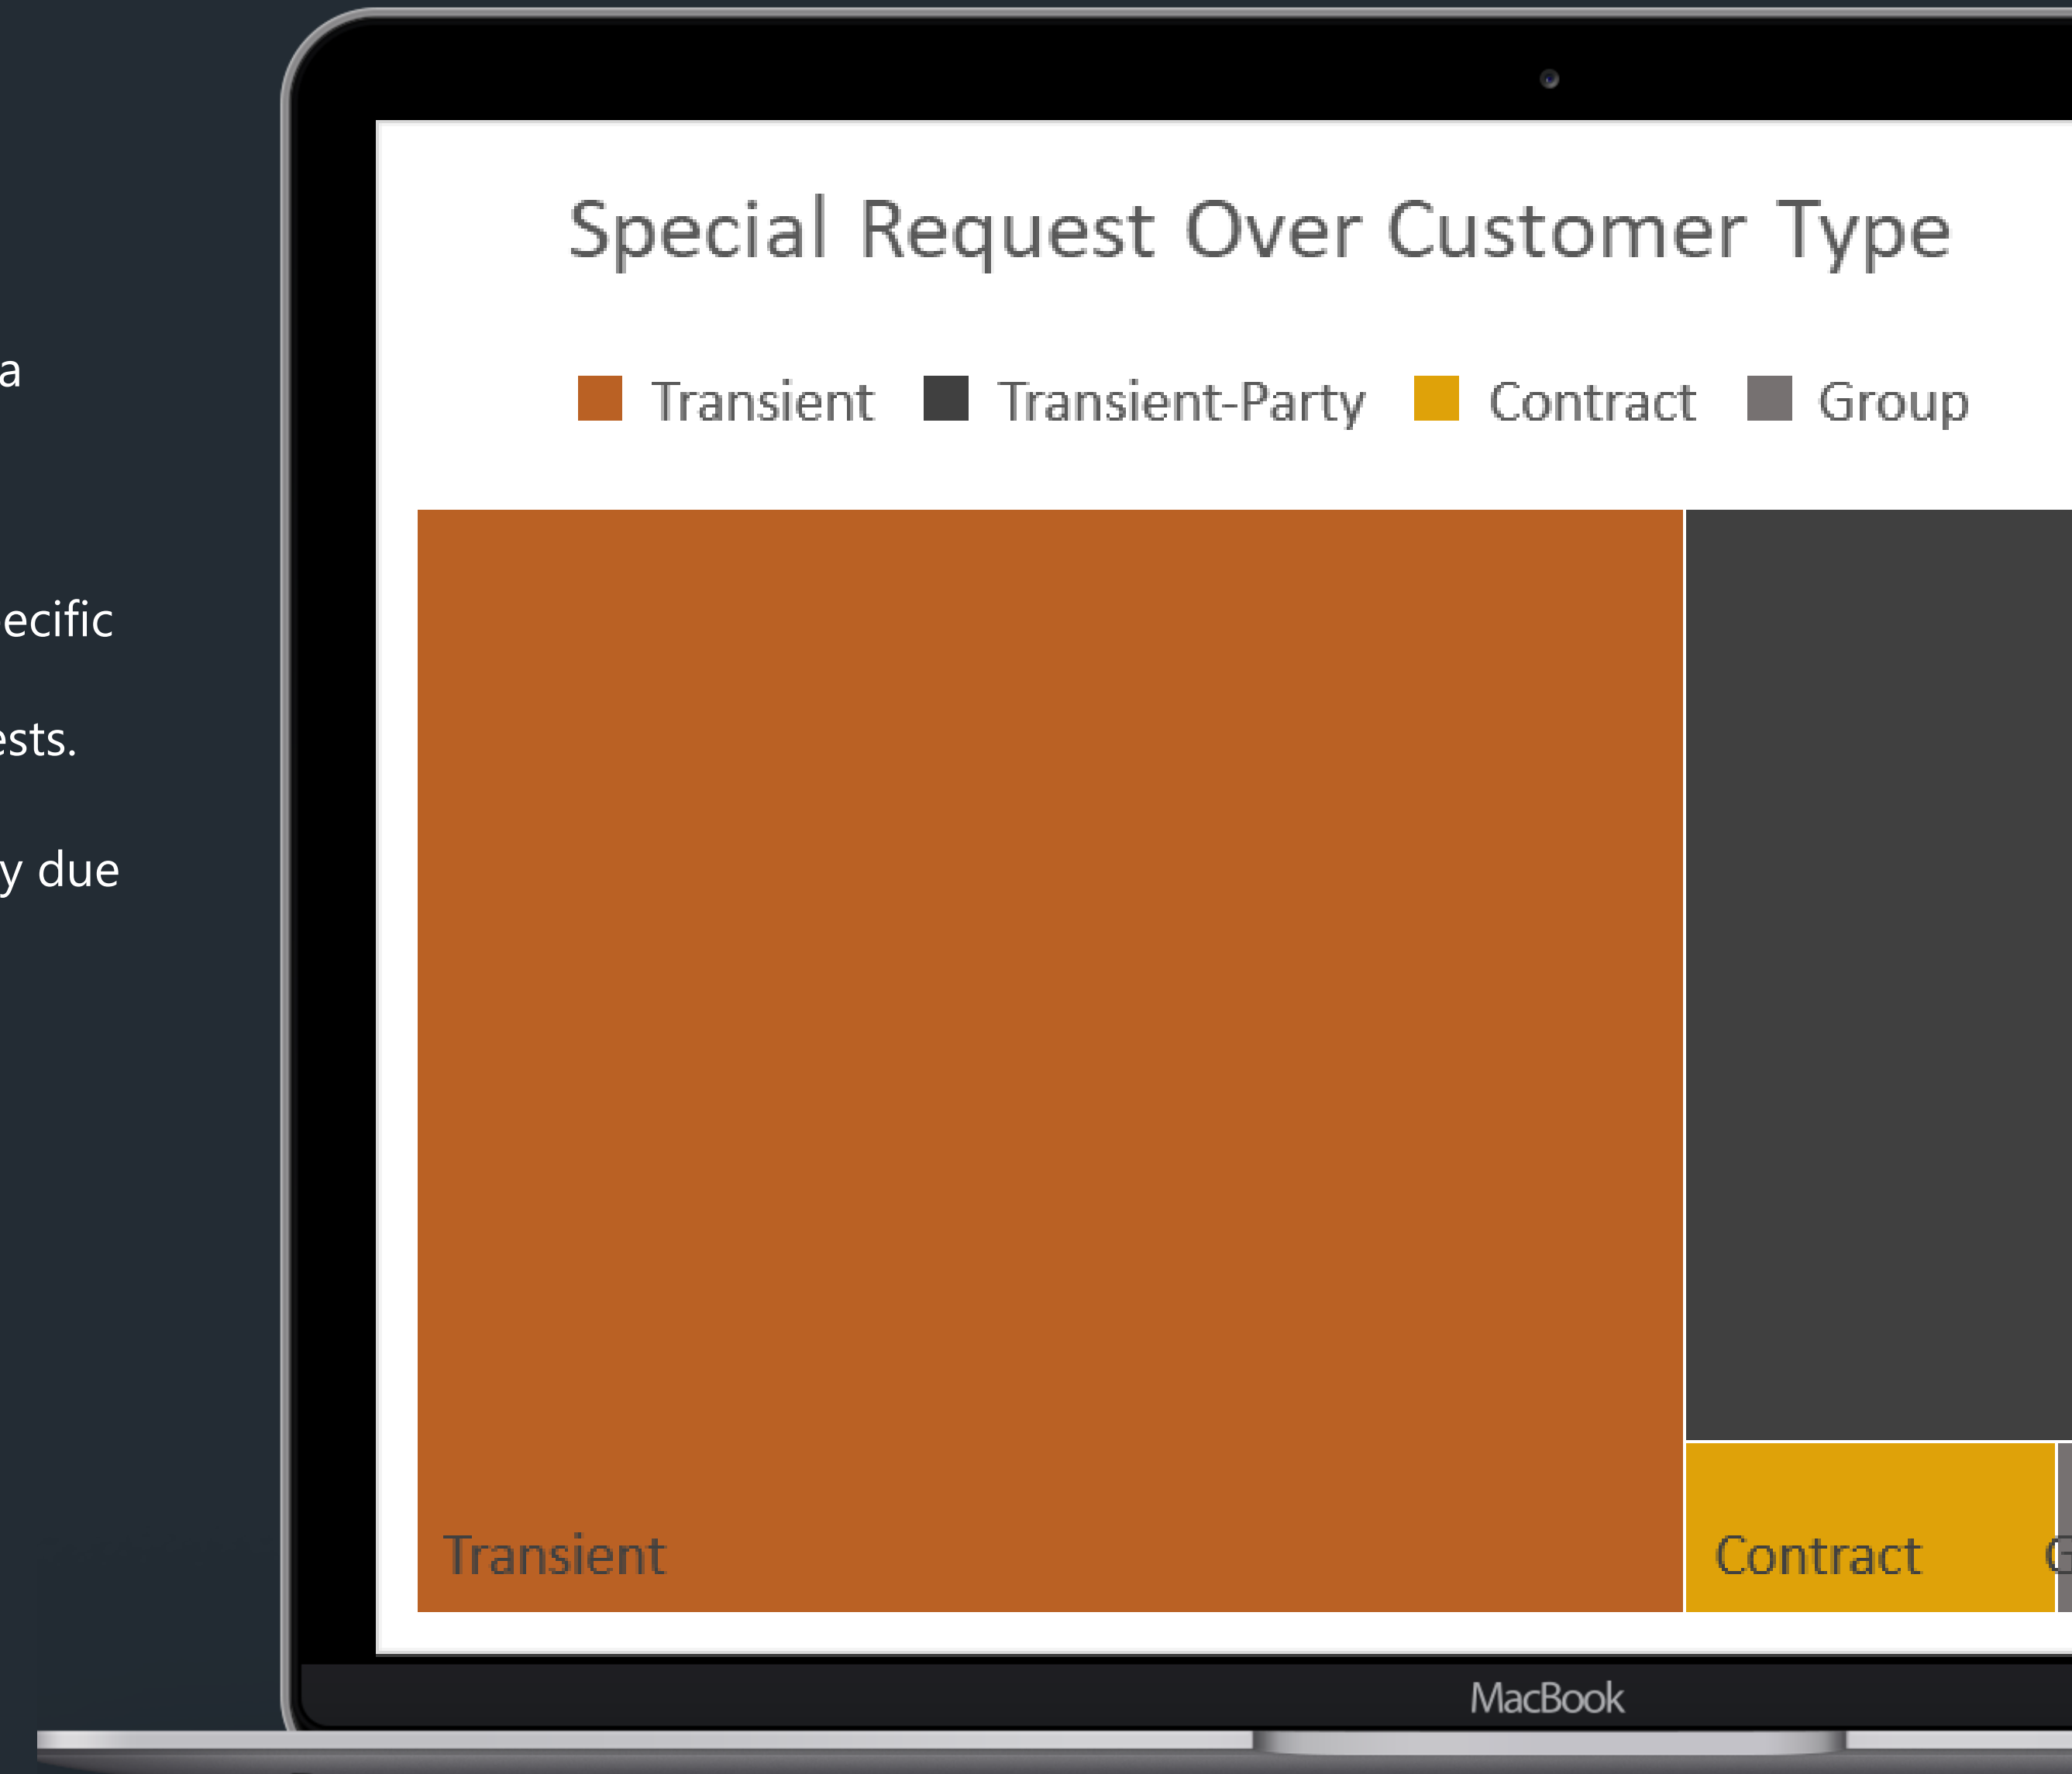 a
ecific
ests.
y due
Special Request Over Customer Type
Transient Transient-Party Contract Group
Transient Contract G
MacBook